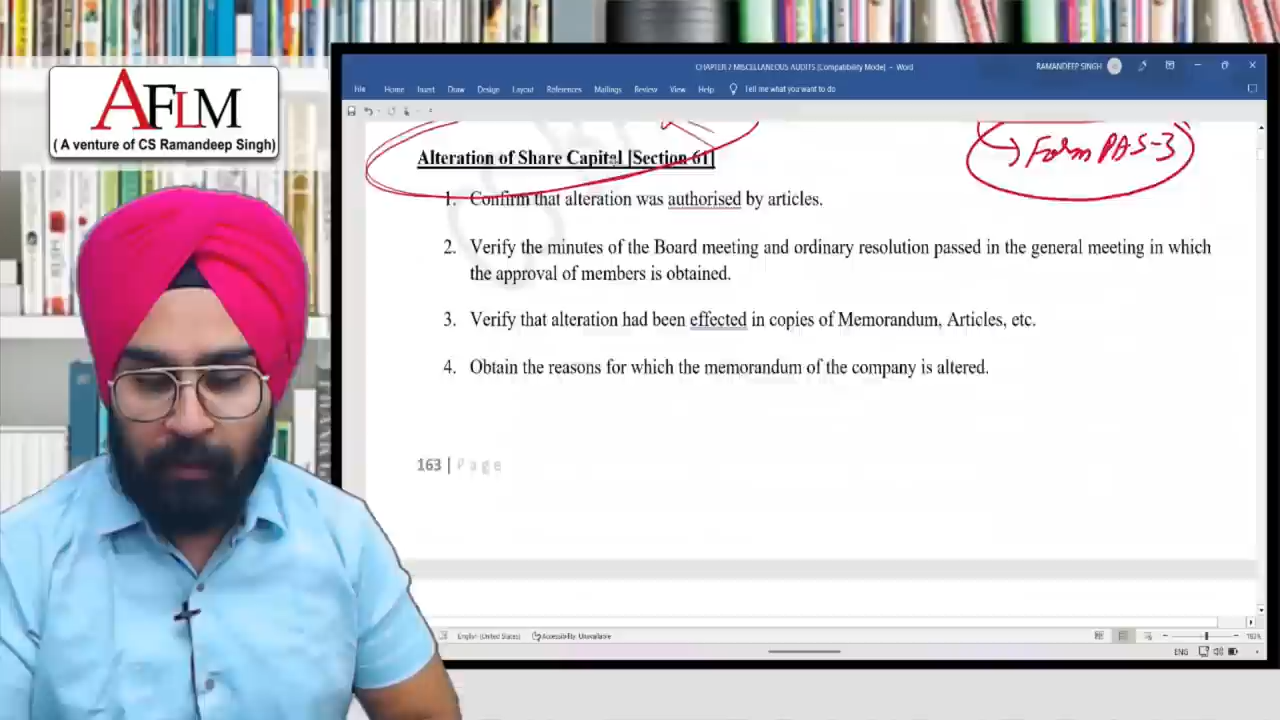 AFLM
( A venture of CS Ramandeep Singh)
CHAPTER 7 MISCELLANEOUS AUDITS [Compatibility Mode] - Word
RAMANDEEP SINGH
File Home Insert Draw Design Layout References Mailings Review View Help Tell me what you want to do
→ Form PAS-3
Alteration of Share Capital [Section 61]
1. Confirm that alteration was authorised by articles.
2. Verify the minutes of the Board meeting and ordinary resolution passed in the general meeting in which
the approval of members is obtained.
3. Verify that alteration had been effected in copies of Memorandum, Articles, etc.
4. Obtain the reasons for which the memorandum of the company is altered.
163 | Page
English (United States) Accessibility: Unavailable
ENG